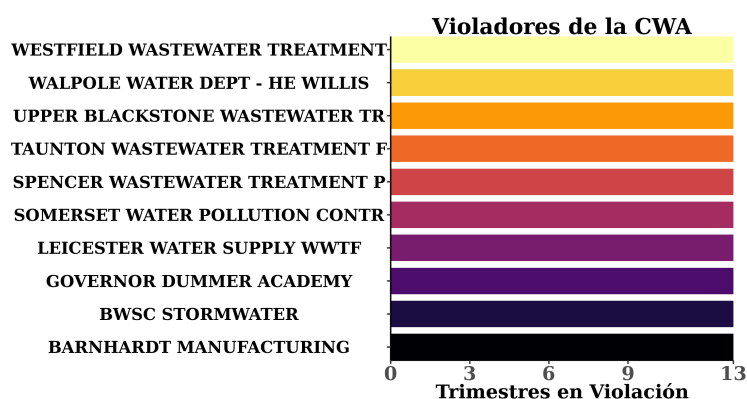 Violadores de la CWA
WESTFIELD WASTEWATER TREATMENT
WALPOLE WATER DEPT - HE WILLIS
UPPER BLACKSTONE WASTEWATER TR
TAUNTON WASTEWATER TREATMENT F
SPENCER WASTEWATER TREATMENT P
SOMERSET WATER POLLUTION CONTR
LEICESTER WATER SUPPLY WWTF
GOVERNOR DUMMER ACADEMY
BWSC STORMWATER
BARNHARDT MANUFACTURING
0 3 6 9 13
Trimestres en Violación